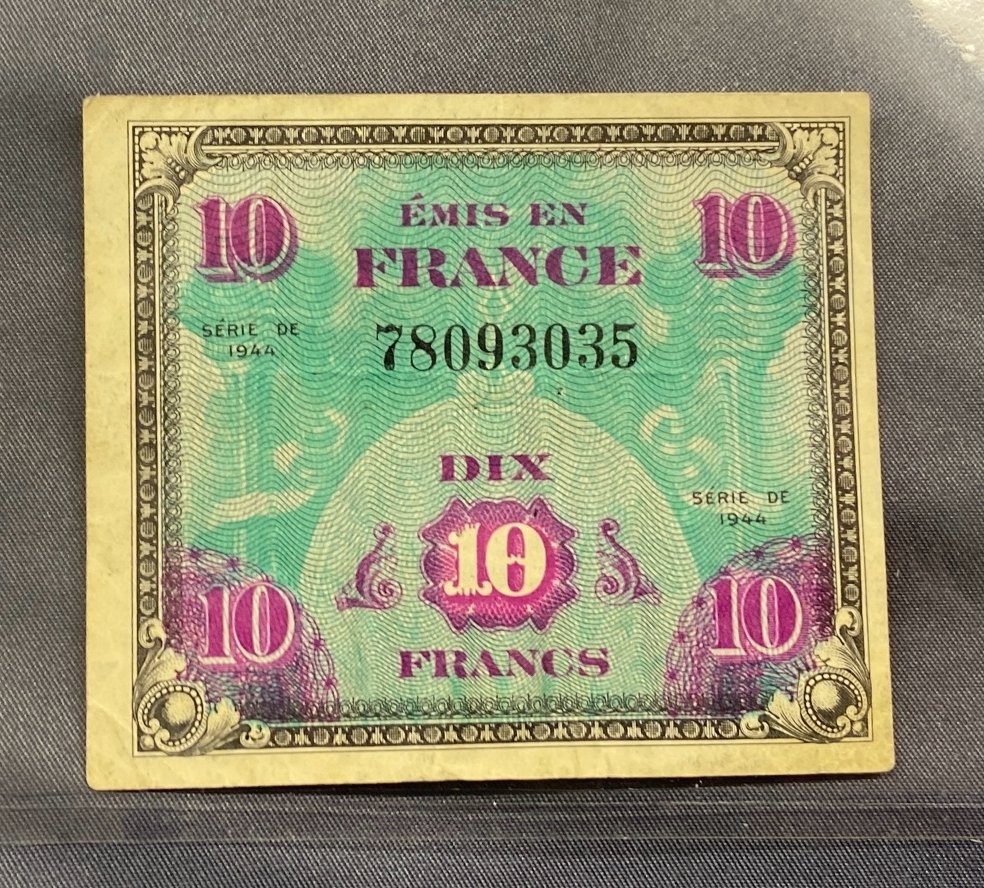 10 ÉMIS EN 10
FRANCE
SÉRIE DE
1944
78093035
DIX
SÉRIE DE
1944
10
10 10
FRANCS